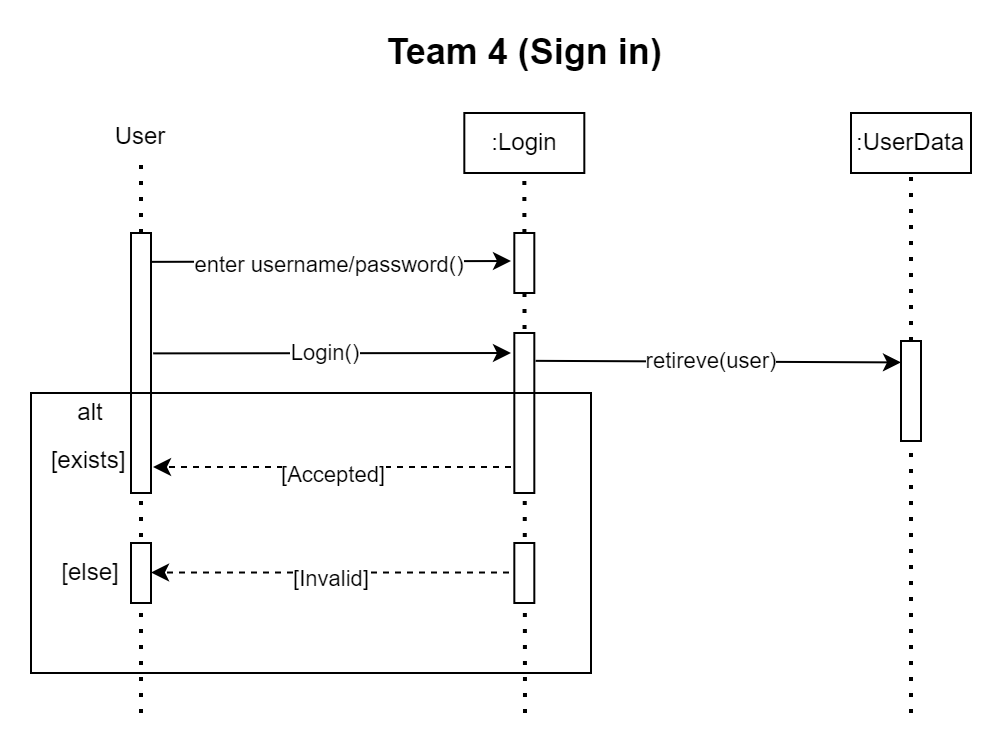 Team 4 (Sign in)
User
:Login
:UserData
enter username/password()
Login()
retireve(user)
alt
[exists]
[Accepted]
[else]
[Invalid]